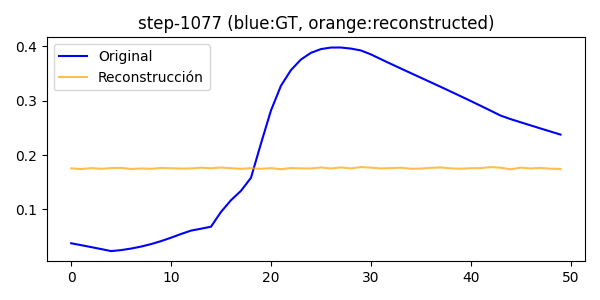 step-1077 (blue:GT, orange:reconstructed)
Original
Reconstrucción
0.4
0.3
0.2
0.1
0 10 20 30 40 50